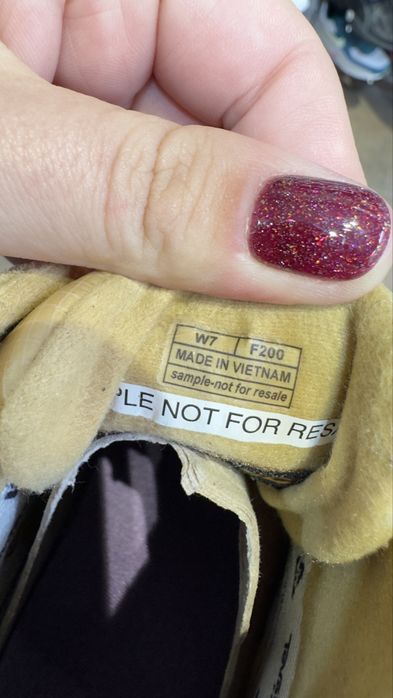 W7 F200
MADE IN VIETNAM
sample-not for resale
PLE NOT FOR RES